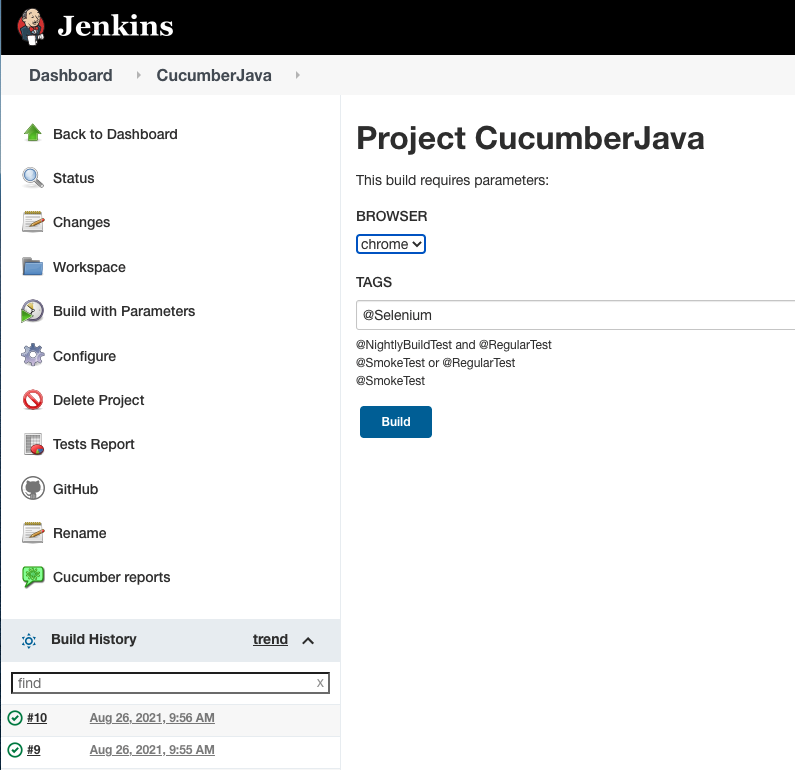 Jenkins
Dashboard CucumberJava
Back to Dashboard
Status
Changes
Workspace
Build with Parameters
Configure
Delete Project
Tests Report
GitHub
Rename
Cucumber reports
Build History trend
find x
#10 Aug 26, 2021, 9:56 AM
#9 Aug 26, 2021, 9:55 AM
Project CucumberJava
This build requires parameters:
BROWSER
chrome
TAGS
@Selenium
@NightlyBuildTest and @RegularTest
@SmokeTest or @RegularTest
@SmokeTest
Build